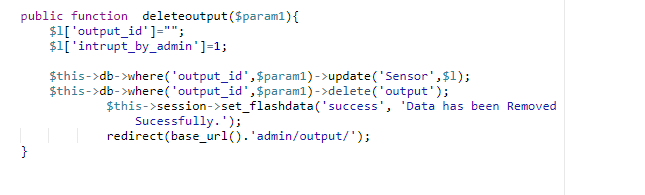 public function  deleteoutput($param1){
$l['output_id']="";
$l['intrupt_by_admin']=1;
$this->db->where('output_id',$param1)->update('Sensor',$l);
$this->db->where('output_id',$param1)->delete('output');
$this->session->set_flashdata('success', 'Data has been Removed
Sucessfully.');
redirect(base_url().'admin/output/');
}